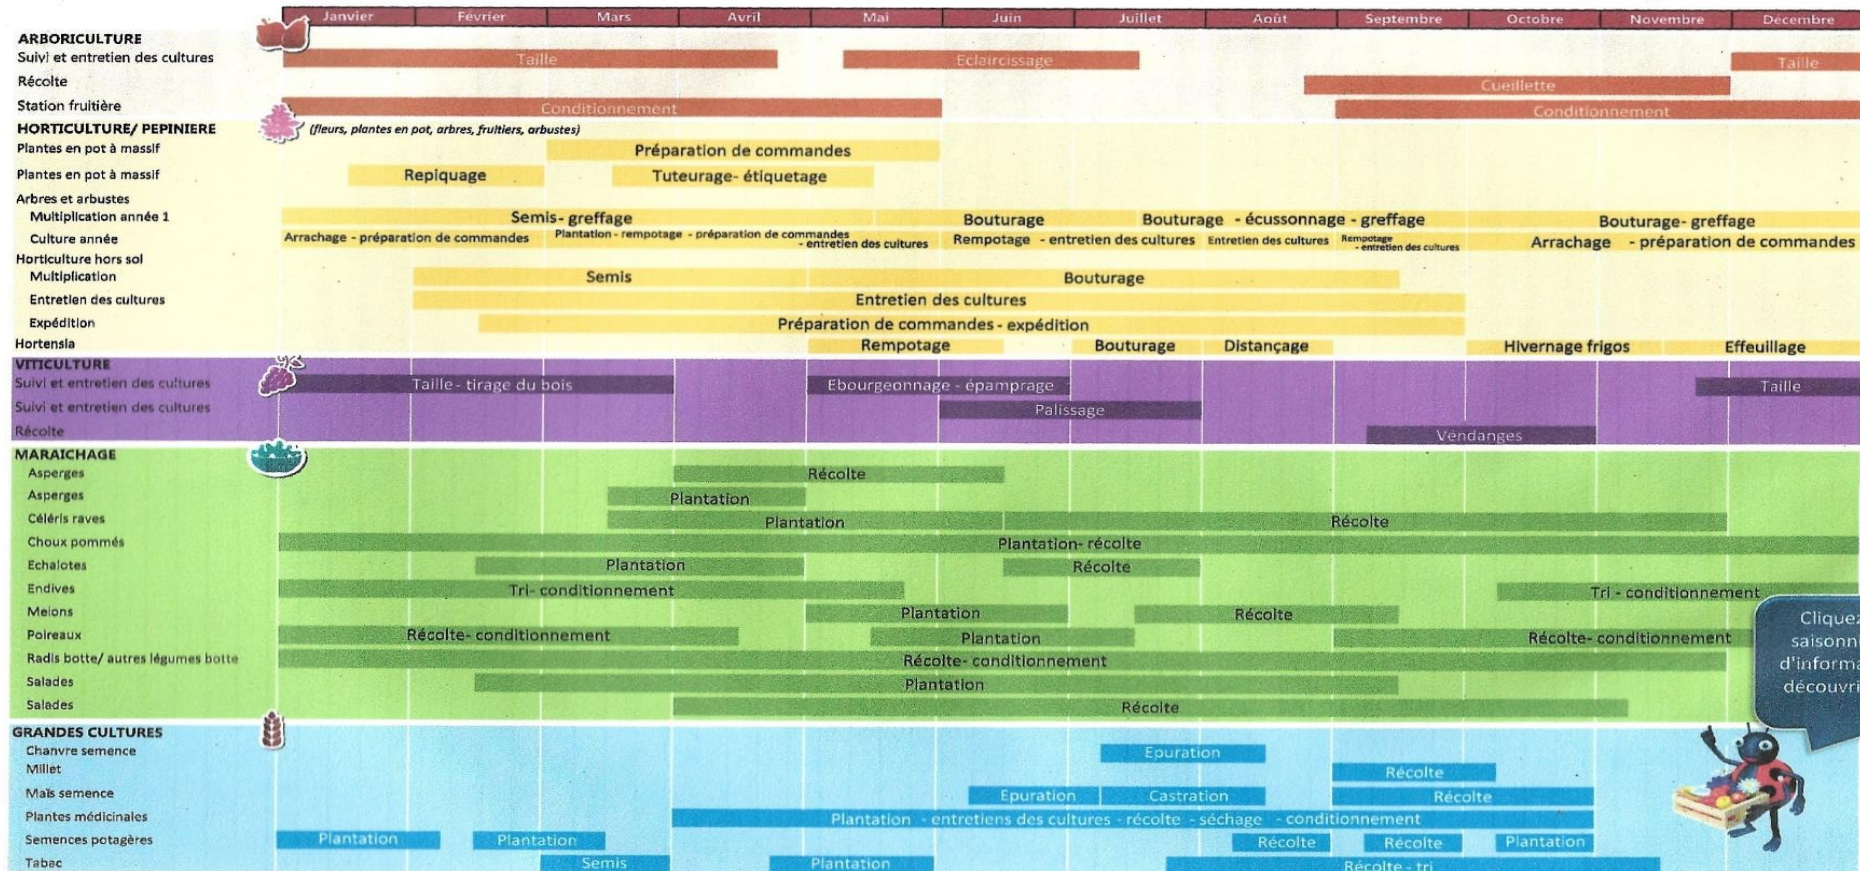 Janvier Février Mars Avril Mai Juin Juillet Août Septembre Octobre Novembre Décembre
ARBORICULTURE
Suivi et entretien des cultures Taille Eclaircissage Taille
Récolte Cueillette
Station fruitière Conditionnement Conditionnement
HORTICULTURE/ PEPINIERE (fleurs, plantes en pot, arbres, fruitiers, arbustes)
Plantes en pot à massif Préparation de commandes
Plantes en pot à massif Repiquage Tuteurage- étiquetage
Arbres et arbustes
Multiplication année 1 Semis- greffage Bouturage Bouturage - écussonnage - greffage Bouturage- greffage
Culture année Arrachage - préparation de commandes Plantation - rempotage - préparation de commandes - entretien des cultures Rempotage - entretien des cultures Entretien des cultures Rempotage - entretien des cultures Arrachage - préparation de commandes
Horticulture hors sol
Multiplication Semis Bouturage
Entretien des cultures Entretien des cultures
Expédition Préparation de commandes - expédition
Hortensia Rempotage Bouturage Distançage Hivernage frigos Effeuillage
VITICULTURE
Suivi et entretien des cultures Taille - tirage du bois Ebourgeonnage - épamprage Taille
Suivi et entretien des cultures Palissage
Récolte Vendanges
MARAICHAGE
Asperges Récolte
Asperges Plantation
Céléris raves Plantation Récolte
Choux pommés Plantation- récolte
Echalotes Plantation Récolte
Endives Tri- conditionnement Tri - conditionnement
Melons Plantation Récolte
Poireaux Récolte- conditionnement Plantation Récolte- conditionnement
Radis botte/ autres légumes botte Récolte- conditionnement
Salades Plantation
Salades Récolte
Cliquez
saisonni
d'informa
découvri
GRANDES CULTURES
Chanvre semence Epuration
Millet Récolte
Maïs semence Epuration Castration Récolte
Plantes médicinales Plantation - entretiens des cultures - récolte - séchage - conditionnement
Semences potagères Plantation Plantation Récolte Récolte Plantation
Tabac Semis Plantation Récolte - tri